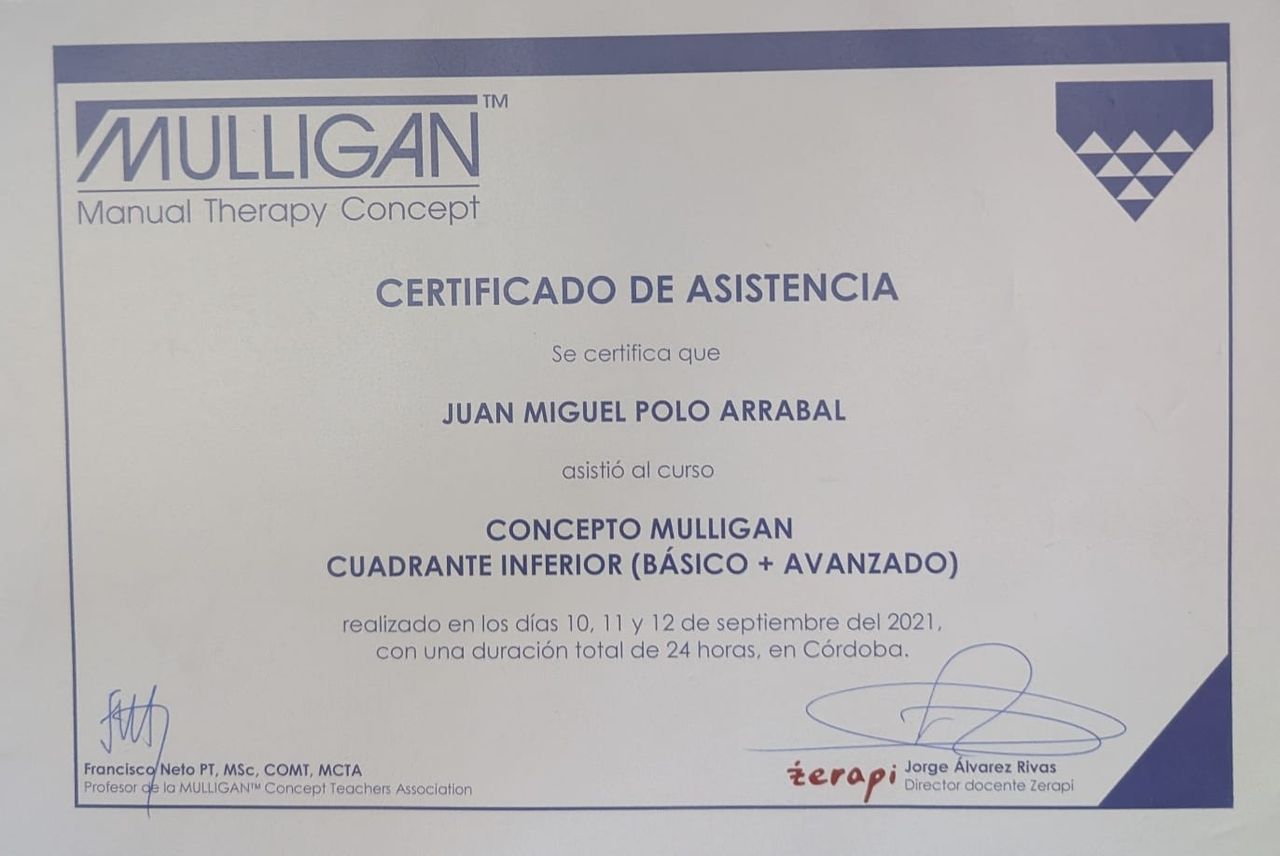 MULLIGAN™
Manual Therapy Concept
CERTIFICADO DE ASISTENCIA
Se certifica que
JUAN MIGUEL POLO ARRABAL
asistió al curso
CONCEPTO MULLIGAN
CUADRANTE INFERIOR (BÁSICO + AVANZADO)
realizado en los días 10, 11 y 12 de septiembre del 2021,
con una duración total de 24 horas, en Córdoba.
Francisco Neto PT, MSc, COMT, MCTA
Profesor de la MULLIGAN™ Concept Teachers Association
żerapi
Jorge Álvarez Rivas
Director docente Zerapi